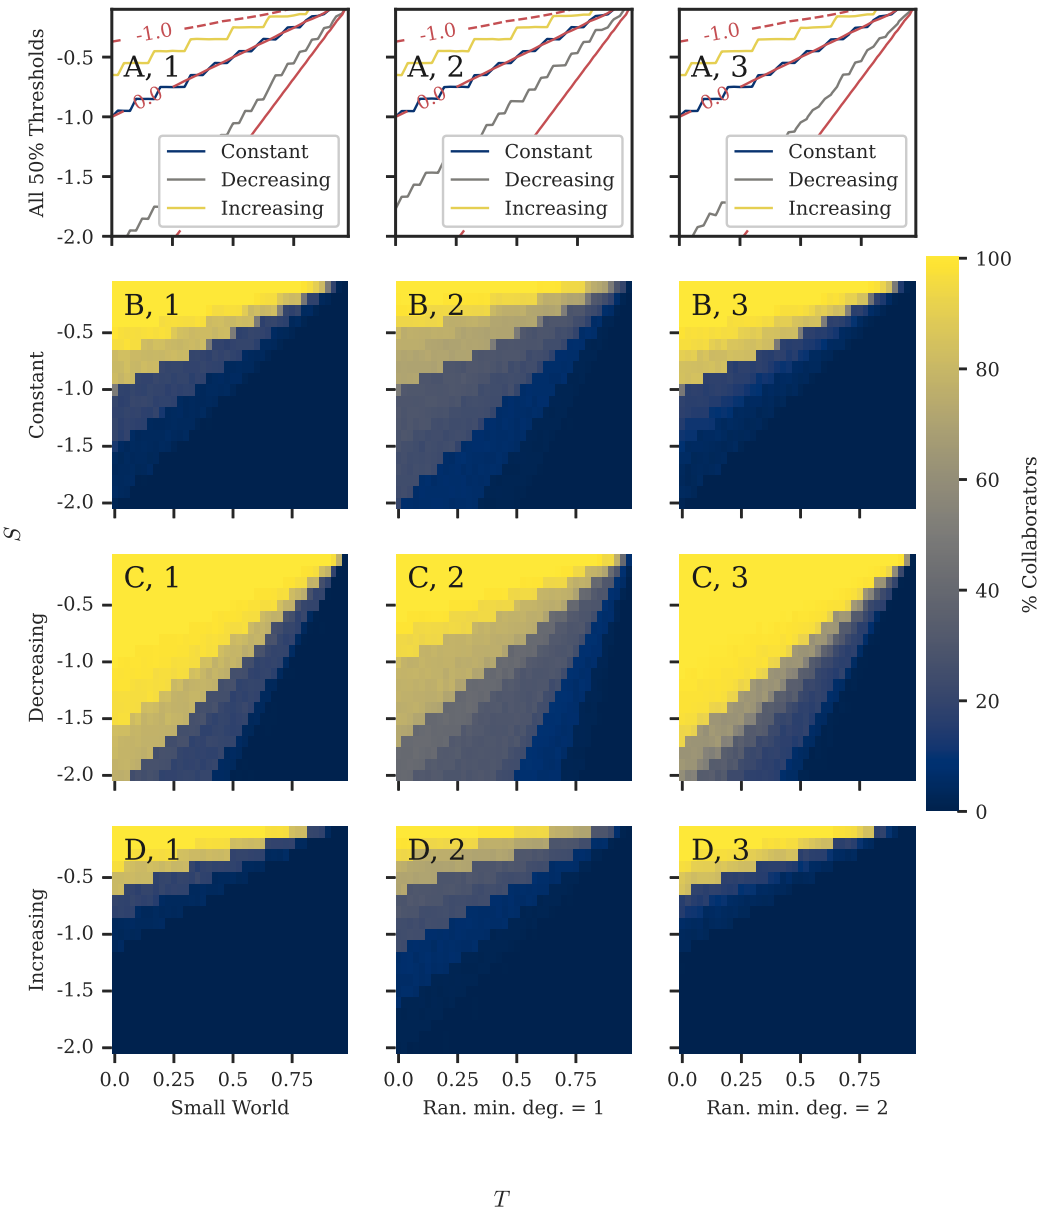 All 50% Thresholds
-0.5
-1.0
-1.5
-2.0
A, 1
-1.0
0.0
Constant
Decreasing
Increasing
A, 2
-1.0
0.0
Constant
Decreasing
Increasing
A, 3
-1.0
0.0
Constant
Decreasing
Increasing
Constant
-0.5
-1.0
-1.5
-2.0
B, 1
B, 2
B, 3
S
Decreasing
-0.5
-1.0
-1.5
-2.0
C, 1
C, 2
C, 3
100
80
60
40
20
0
% Collaborators
Increasing
-0.5
-1.0
-1.5
-2.0
D, 1
D, 2
D, 3
0.0 0.25 0.5 0.75
0.0 0.25 0.5 0.75
0.0 0.25 0.5 0.75
Small World
Ran. min. deg. = 1
Ran. min. deg. = 2
T